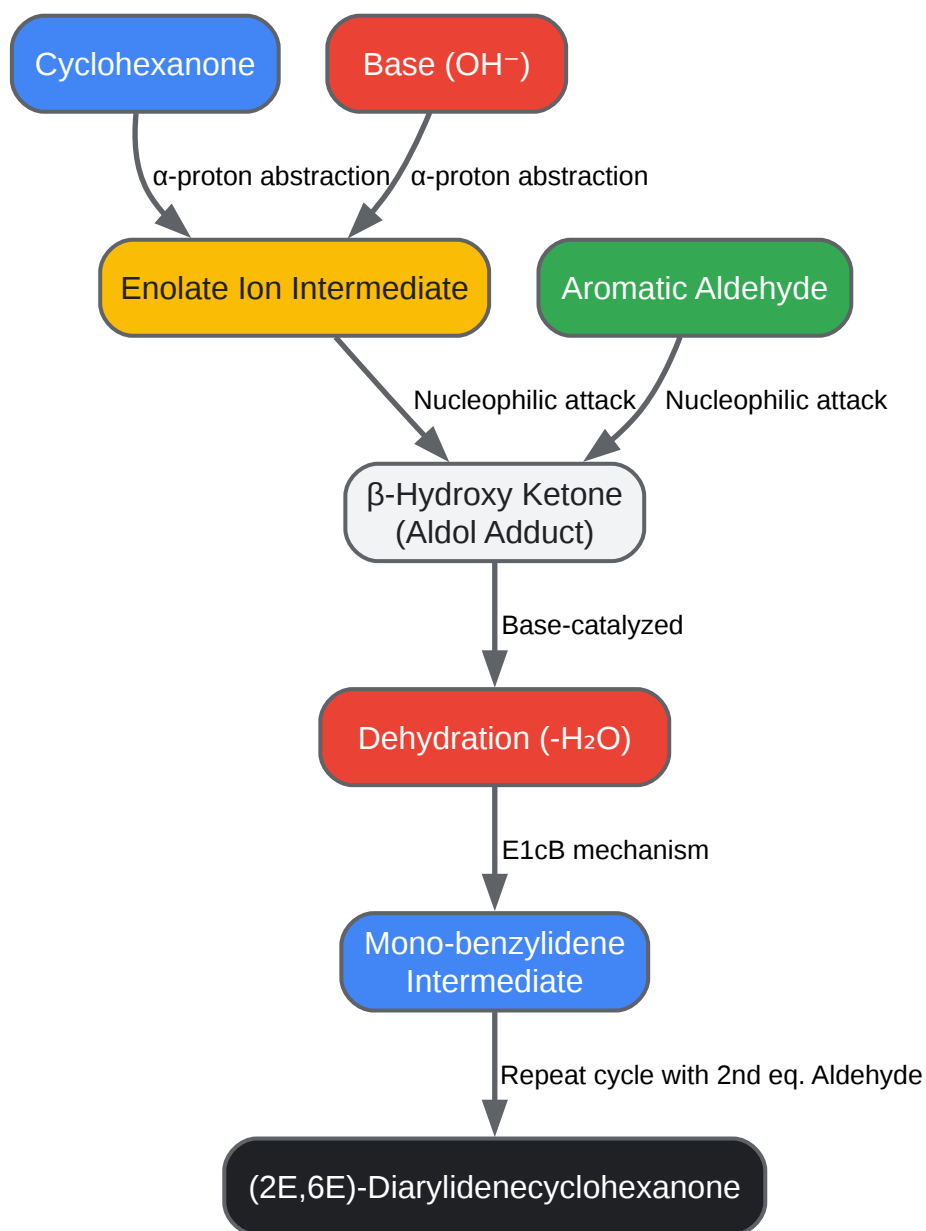 Cyclohexanone
Base (OH⁻)
α-proton abstraction
α-proton abstraction
Enolate Ion Intermediate
Aromatic Aldehyde
Nucleophilic attack
Nucleophilic attack
β-Hydroxy Ketone
(Aldol Adduct)
Base-catalyzed
Dehydration (-H₂O)
E1cB mechanism
Mono-benzylidene
Intermediate
Repeat cycle with 2nd eq. Aldehyde
(2E,6E)-Diarylidenecyclohexanone